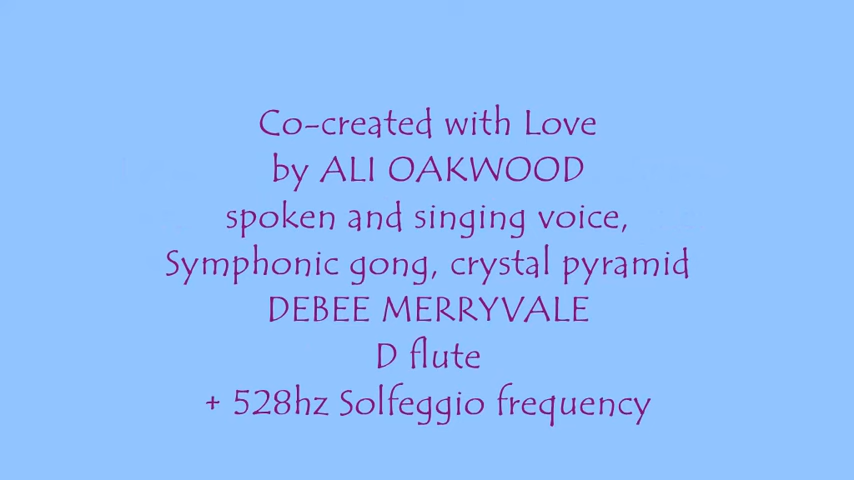 Co-created with Love
by ALI OAKWOOD
spoken and singing voice,
Symphonic gong, crystal pyramid
DEBEE MERRYVALE
D flute
+ 528hz Solfeggio frequency